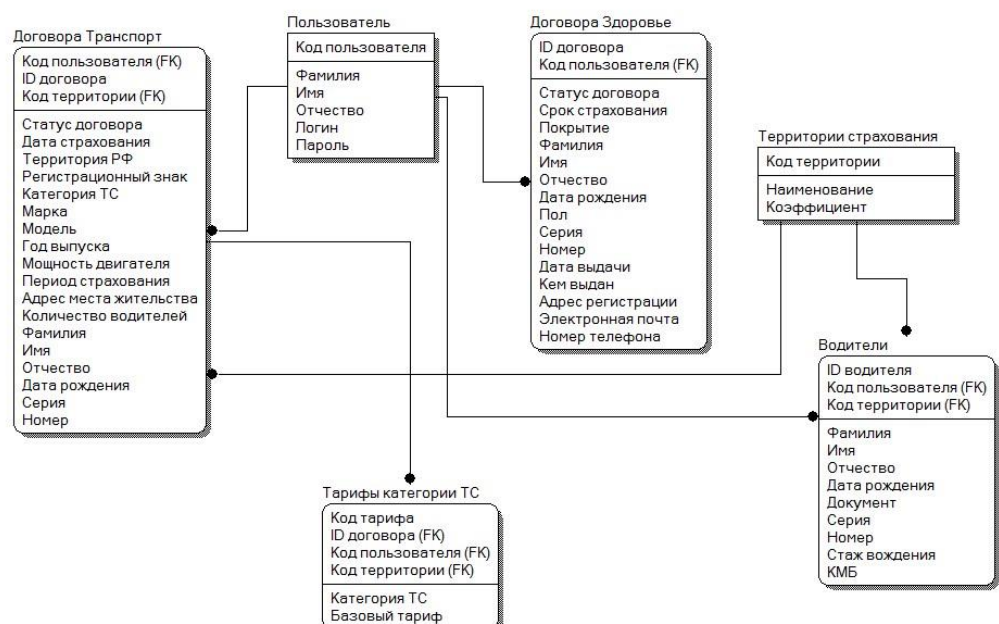 Договора Транспорт
Код пользователя (FK)
ID договора
Код территории (FK)
Статус договора
Дата страхования
Территория РФ
Регистрационный знак
Категория ТС
Марка
Модель
Год выпуска
Мощность двигателя
Период страхования
Адрес места жительства
Количество водителей
Фамилия
Имя
Отчество
Дата рождения
Серия
Номер
Пользователь
Код пользователя
Фамилия
Имя
Отчество
Логин
Пароль
Договора Здоровье
ID договора
Код пользователя (FK)
Статус договора
Срок страхования
Покрытие
Фамилия
Имя
Отчество
Дата рождения
Пол
Серия
Номер
Дата выдачи
Кем выдан
Адрес регистрации
Электронная почта
Номер телефона
Территории страхования
Код территории
Наименование
Коэффициент
Водители
ID водителя
Код пользователя (FK)
Код территории (FK)
Фамилия
Имя
Отчество
Дата рождения
Документ
Серия
Номер
Стаж вождения
КМБ
Тарифы категории ТС
Код тарифа
ID договора (FK)
Код пользователя (FK)
Код территории (FK)
Категория ТС
Базовый тариф